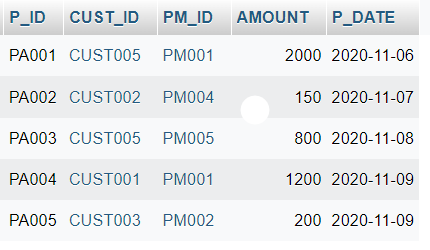 P_ID CUST_ID PM_ID AMOUNT P_DATE
PA001 CUST005 PM001 2000 2020-11-06
PA002 CUST002 PM004 150 2020-11-07
PA003 CUST005 PM005 800 2020-11-08
PA004 CUST001 PM001 1200 2020-11-09
PA005 CUST003 PM002 200 2020-11-09